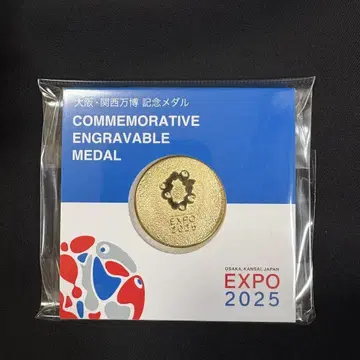 大阪・関西万博 記念メダル
COMMEMORATIVE
ENGRAVABLE
MEDAL
EXPO
2025
OSAKA, KANSAI, JAPAN
EXPO
2025